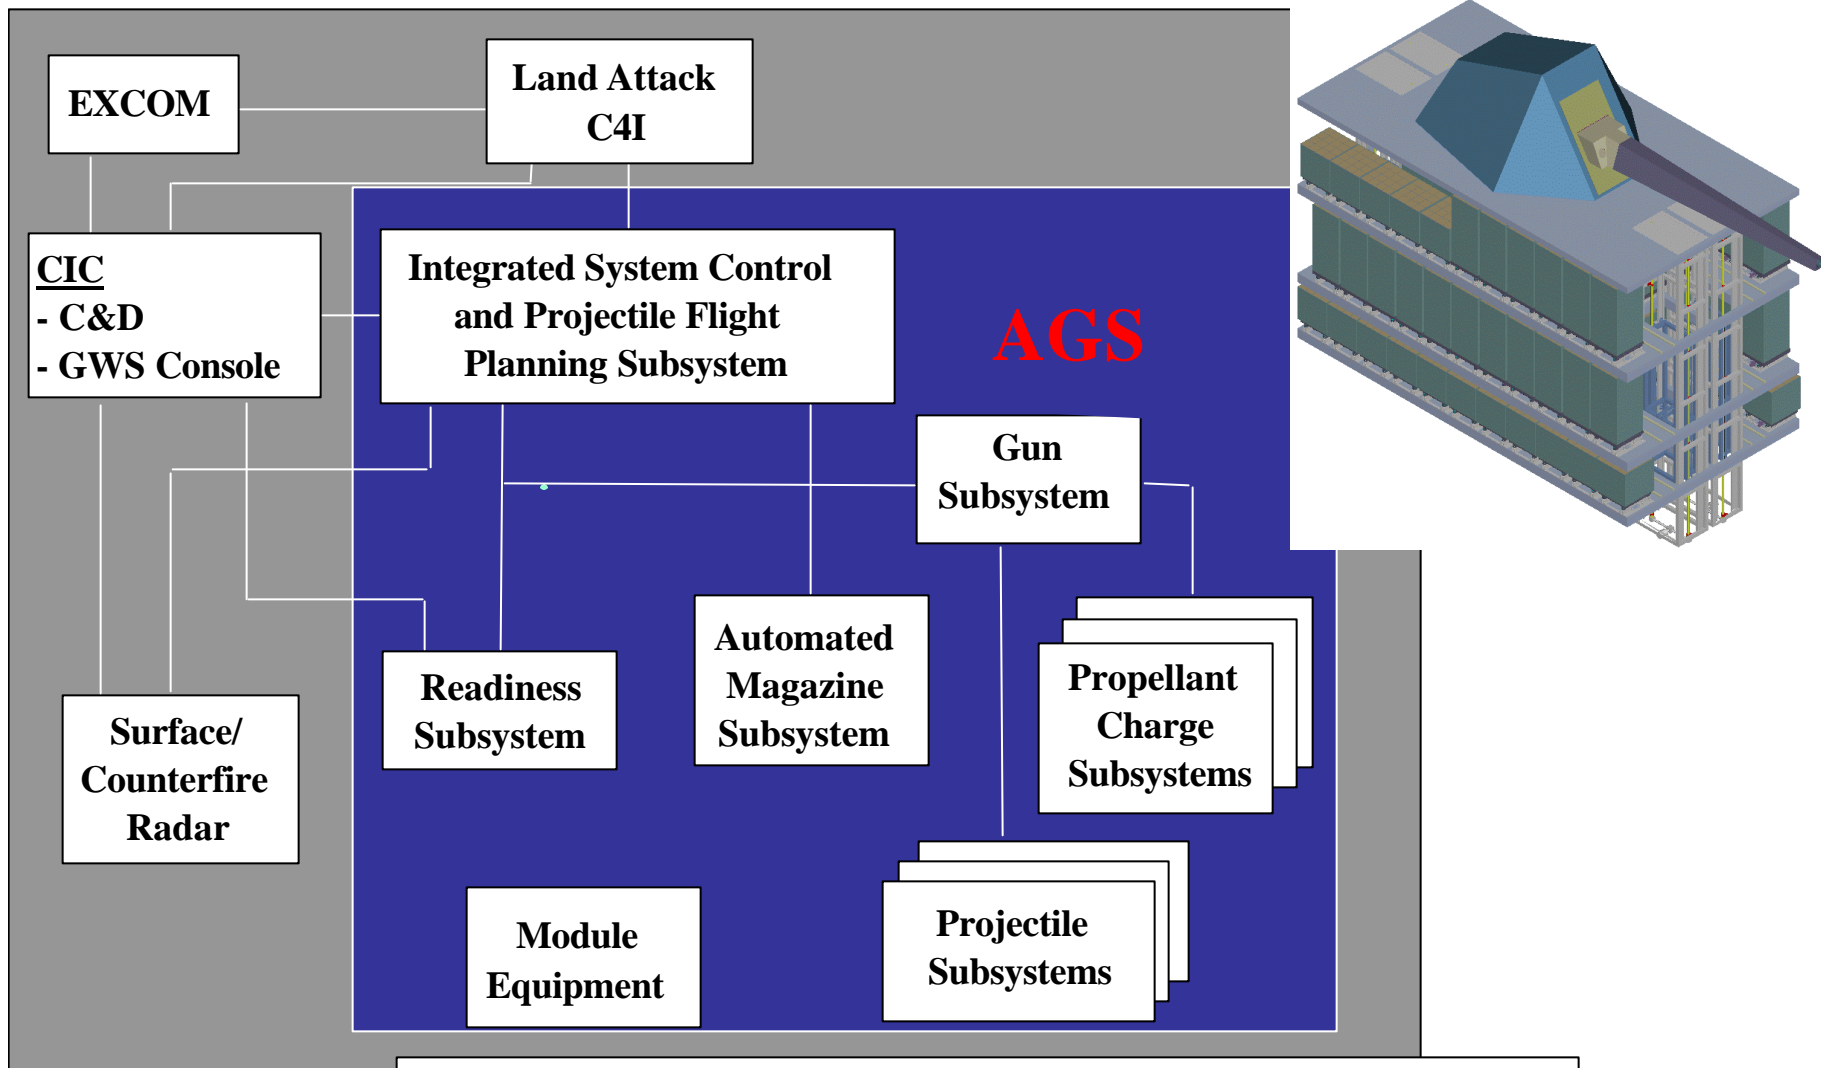 EXCOM
Land Attack
C4I
CIC
- C&D
- GWS Console
Integrated System Control
and Projectile Flight
Planning Subsystem
AGS
Gun
Subsystem
Readiness
Subsystem
Automated
Magazine
Subsystem
Propellant
Charge
Subsystems
Surface/
Counterfire
Radar
Module
Equipment
Projectile
Subsystems